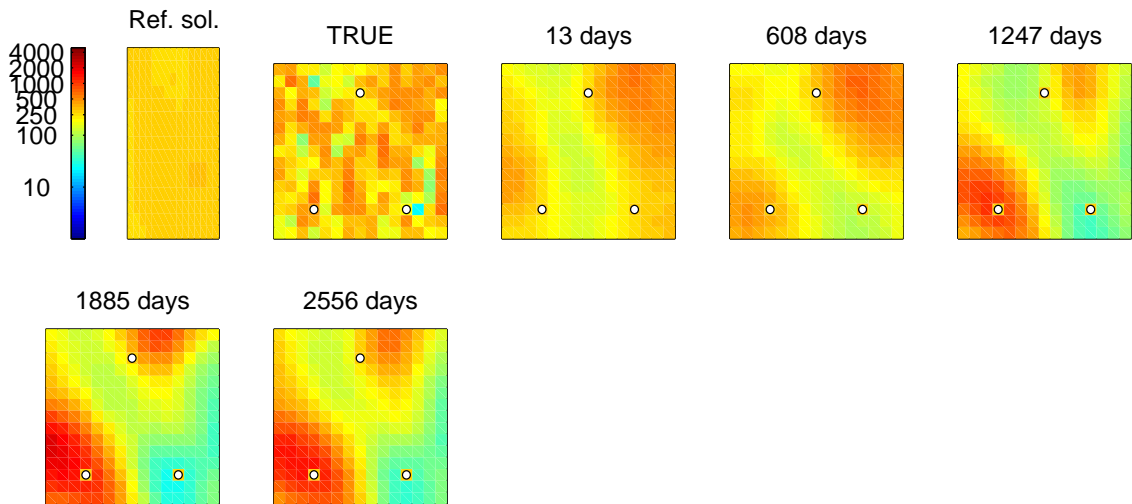 Ref. sol.
TRUE
13 days
608 days
1247 days
4000
2000
1000
500
250
100
10
1885 days
2556 days